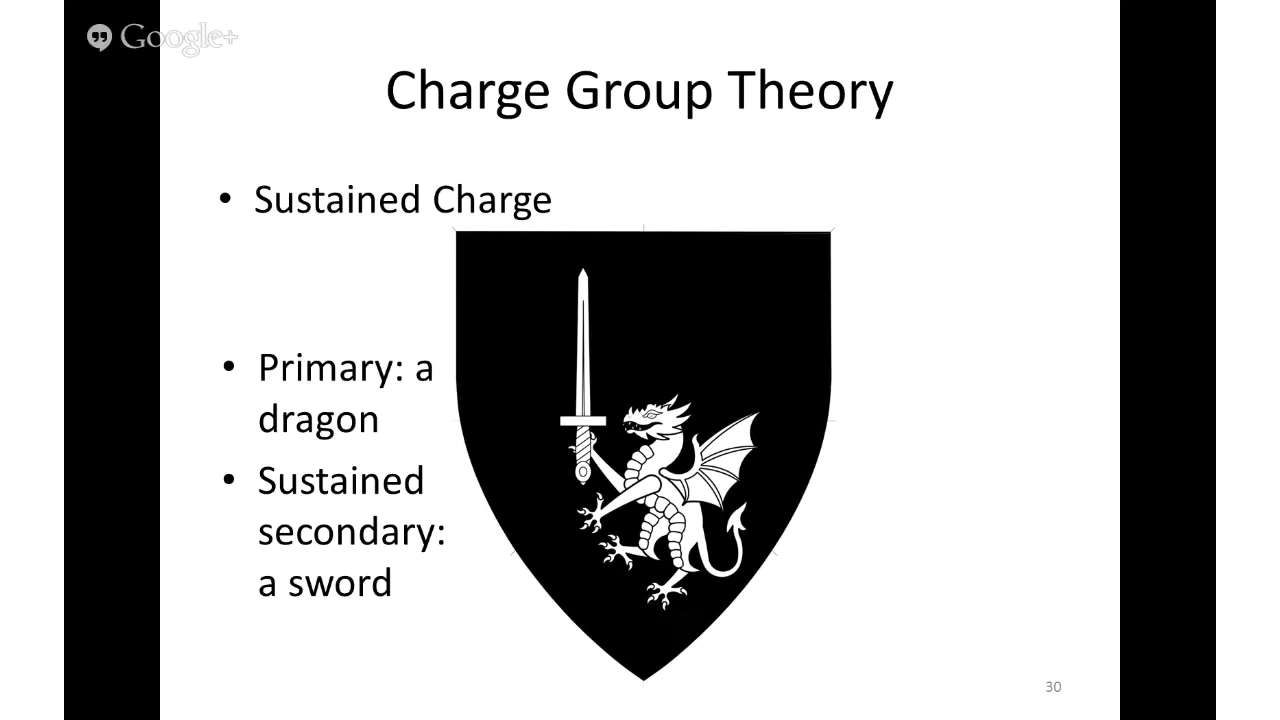 Google+
Charge Group Theory
• Sustained Charge
• Primary: a
dragon
• Sustained
secondary:
a sword
30